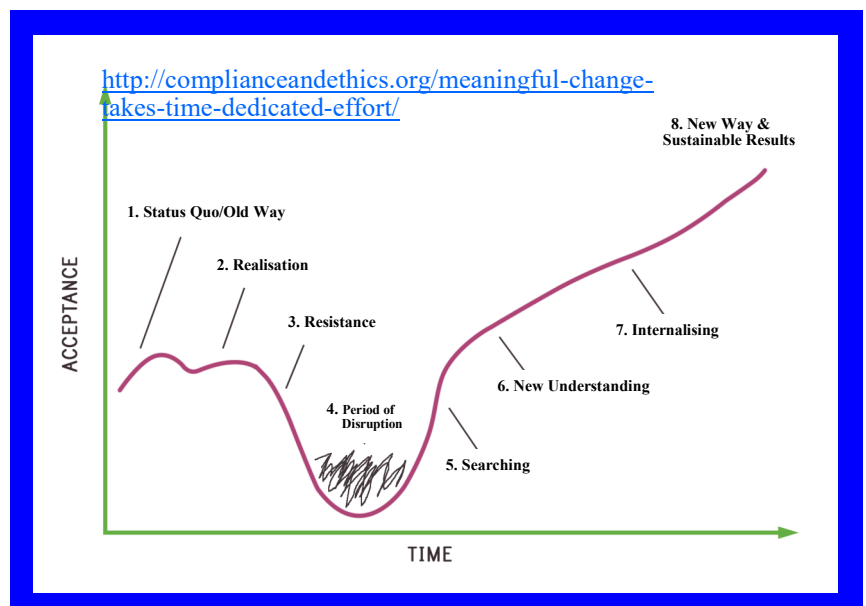 http://complianceandethics.org/meaningful-change-
takes-time-dedicated-effort/
8. New Way &
Sustainable Results
1. Status Quo/Old Way
2. Realisation
3. Resistance
4. Period of
Disruption
ACCEPTANCE
7. Internalising
6. New Understanding
5. Searching
TIME